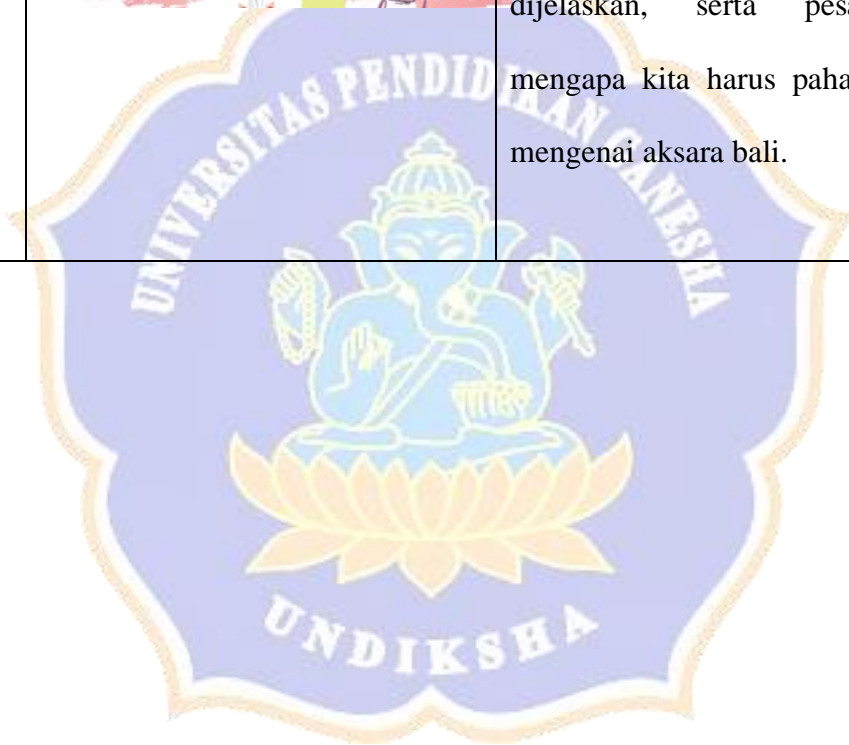 dijelaskan, serta
mengapa kita harus
mengenai aksara bali.
UNIVERSITAS PENDIDIKAN GANESHA
UNDIKSHA